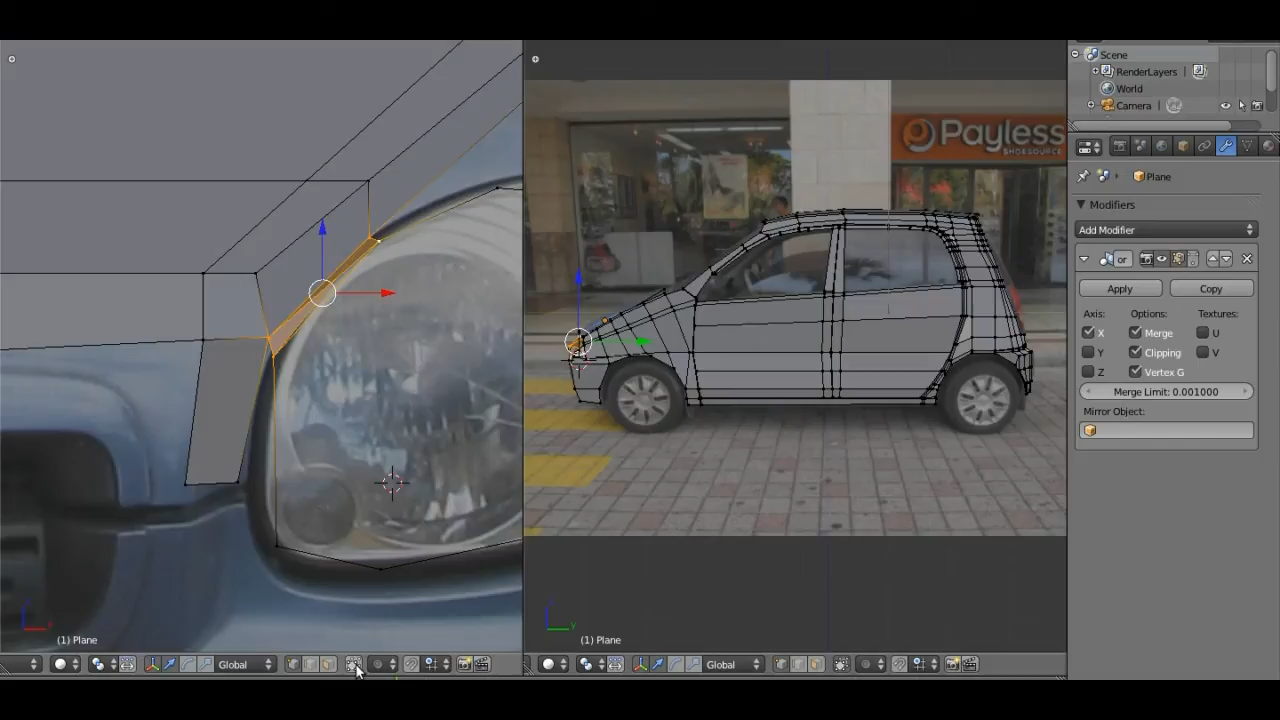 Scene
RenderLayers |
World
Camera |
Payless
SHOESOURCE
Plane
Modifiers
Add Modifier
or
Apply Copy
Axis: Options: Textures:
X Merge U
Y Clipping V
Z Vertex G
Merge Limit: 0.001000
Mirror Object:
(1) Plane
(1) Plane
Global
Global